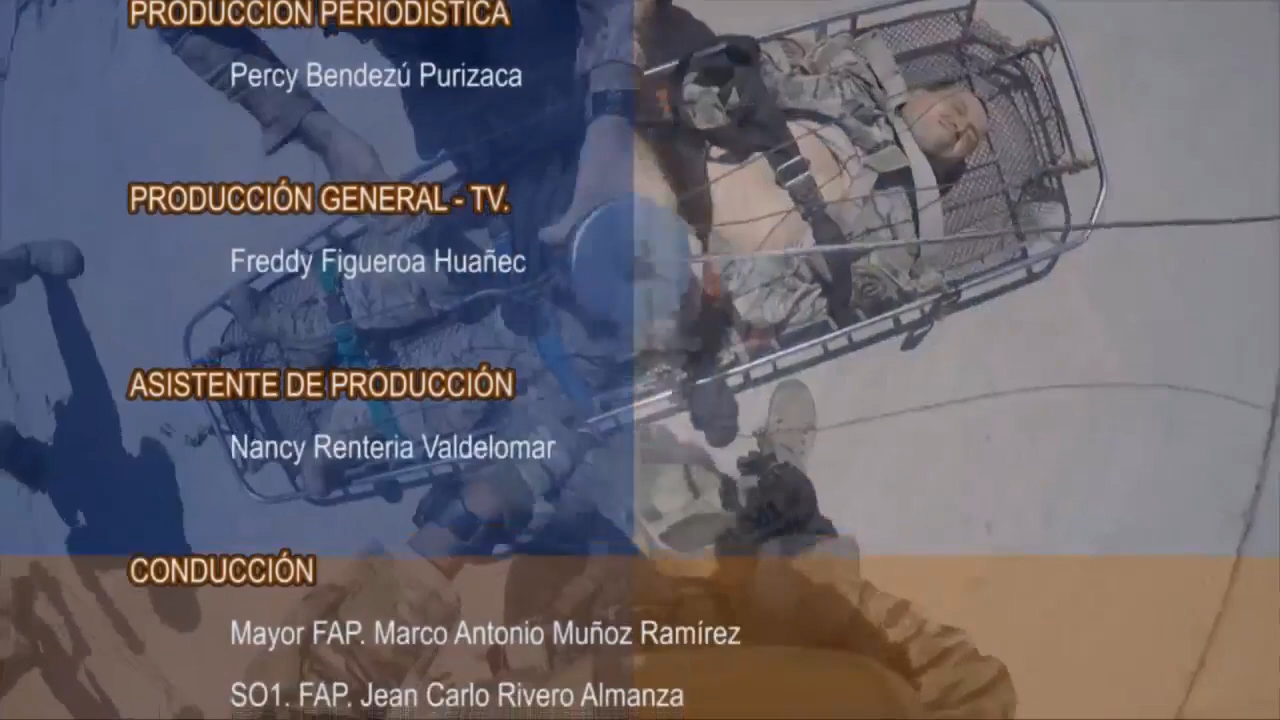 PRODUCCIÓN PERIODÍSTICA
Percy Bendezú Purizaca
PRODUCCIÓN GENERAL - TV.
Freddy Figueroa Huañec
ASISTENTE DE PRODUCCIÓN
Nancy Renteria Valdelomar
CONDUCCIÓN
Mayor FAP. Marco Antonio Muñoz Ramírez
SO1. FAP. Jean Carlo Rivero Almanza